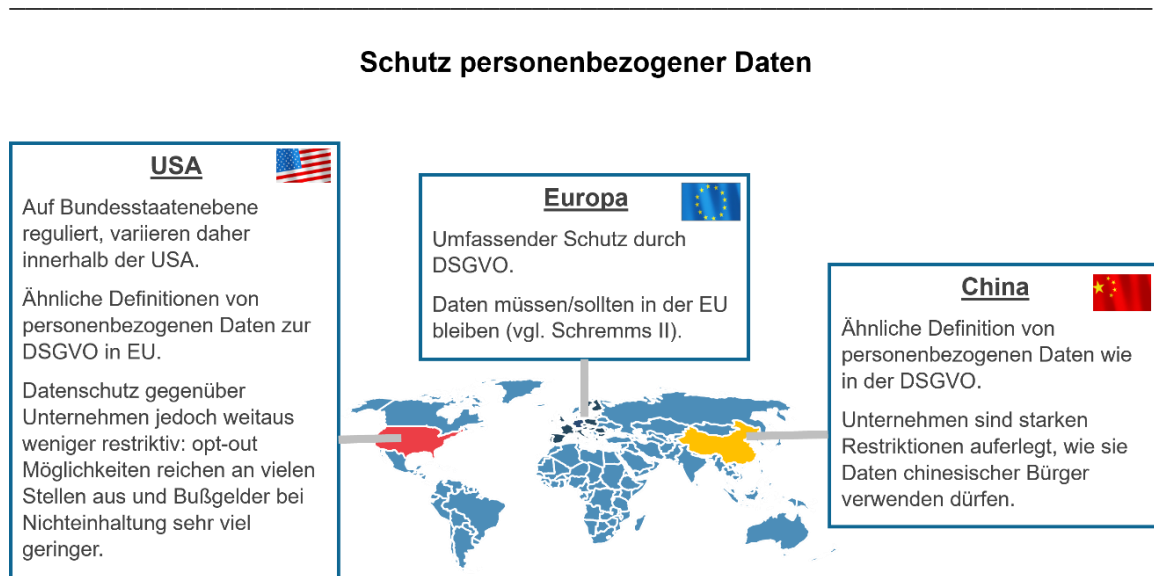 Schutz personenbezogener Daten
USA
Auf Bundesstaatenebene
reguliert, variieren daher
innerhalb der USA.
Ähnliche Definitionen von
personenbezogenen Daten zur
DSGVO in EU.
Datenschutz gegenüber
Unternehmen jedoch weitaus
weniger restriktiv: opt-out
Möglichkeiten reichen an vielen
Stellen aus und Bußgelder bei
Nichteinhaltung sehr viel
geringer.
Europa
Umfassender Schutz durch
DSGVO.
Daten müssen/sollten in der EU
bleiben (vgl. Schremms II).
China
Ähnliche Definition von
personenbezogenen Daten wie
in der DSGVO.
Unternehmen sind starken
Restriktionen auferlegt, wie sie
Daten chinesischer Bürger
verwenden dürfen.